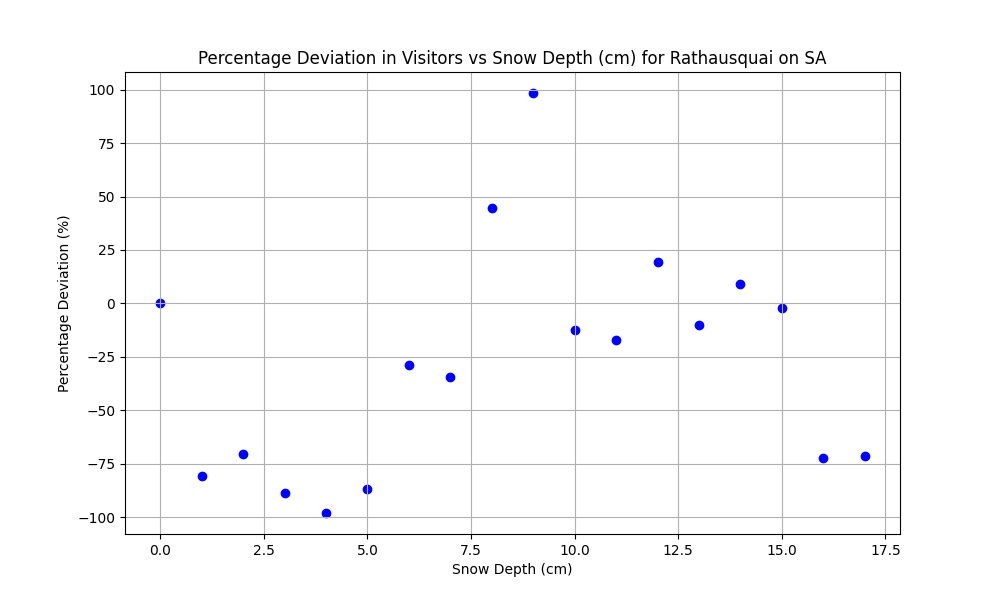 Percentage Deviation in Visitors vs Snow Depth (cm) for Rathausquai on SA
100
75
50
25
0
−25
−50
−75
−100
Percentage Deviation (%)
0.0 2.5 5.0 7.5 10.0 12.5 15.0 17.5
Snow Depth (cm)